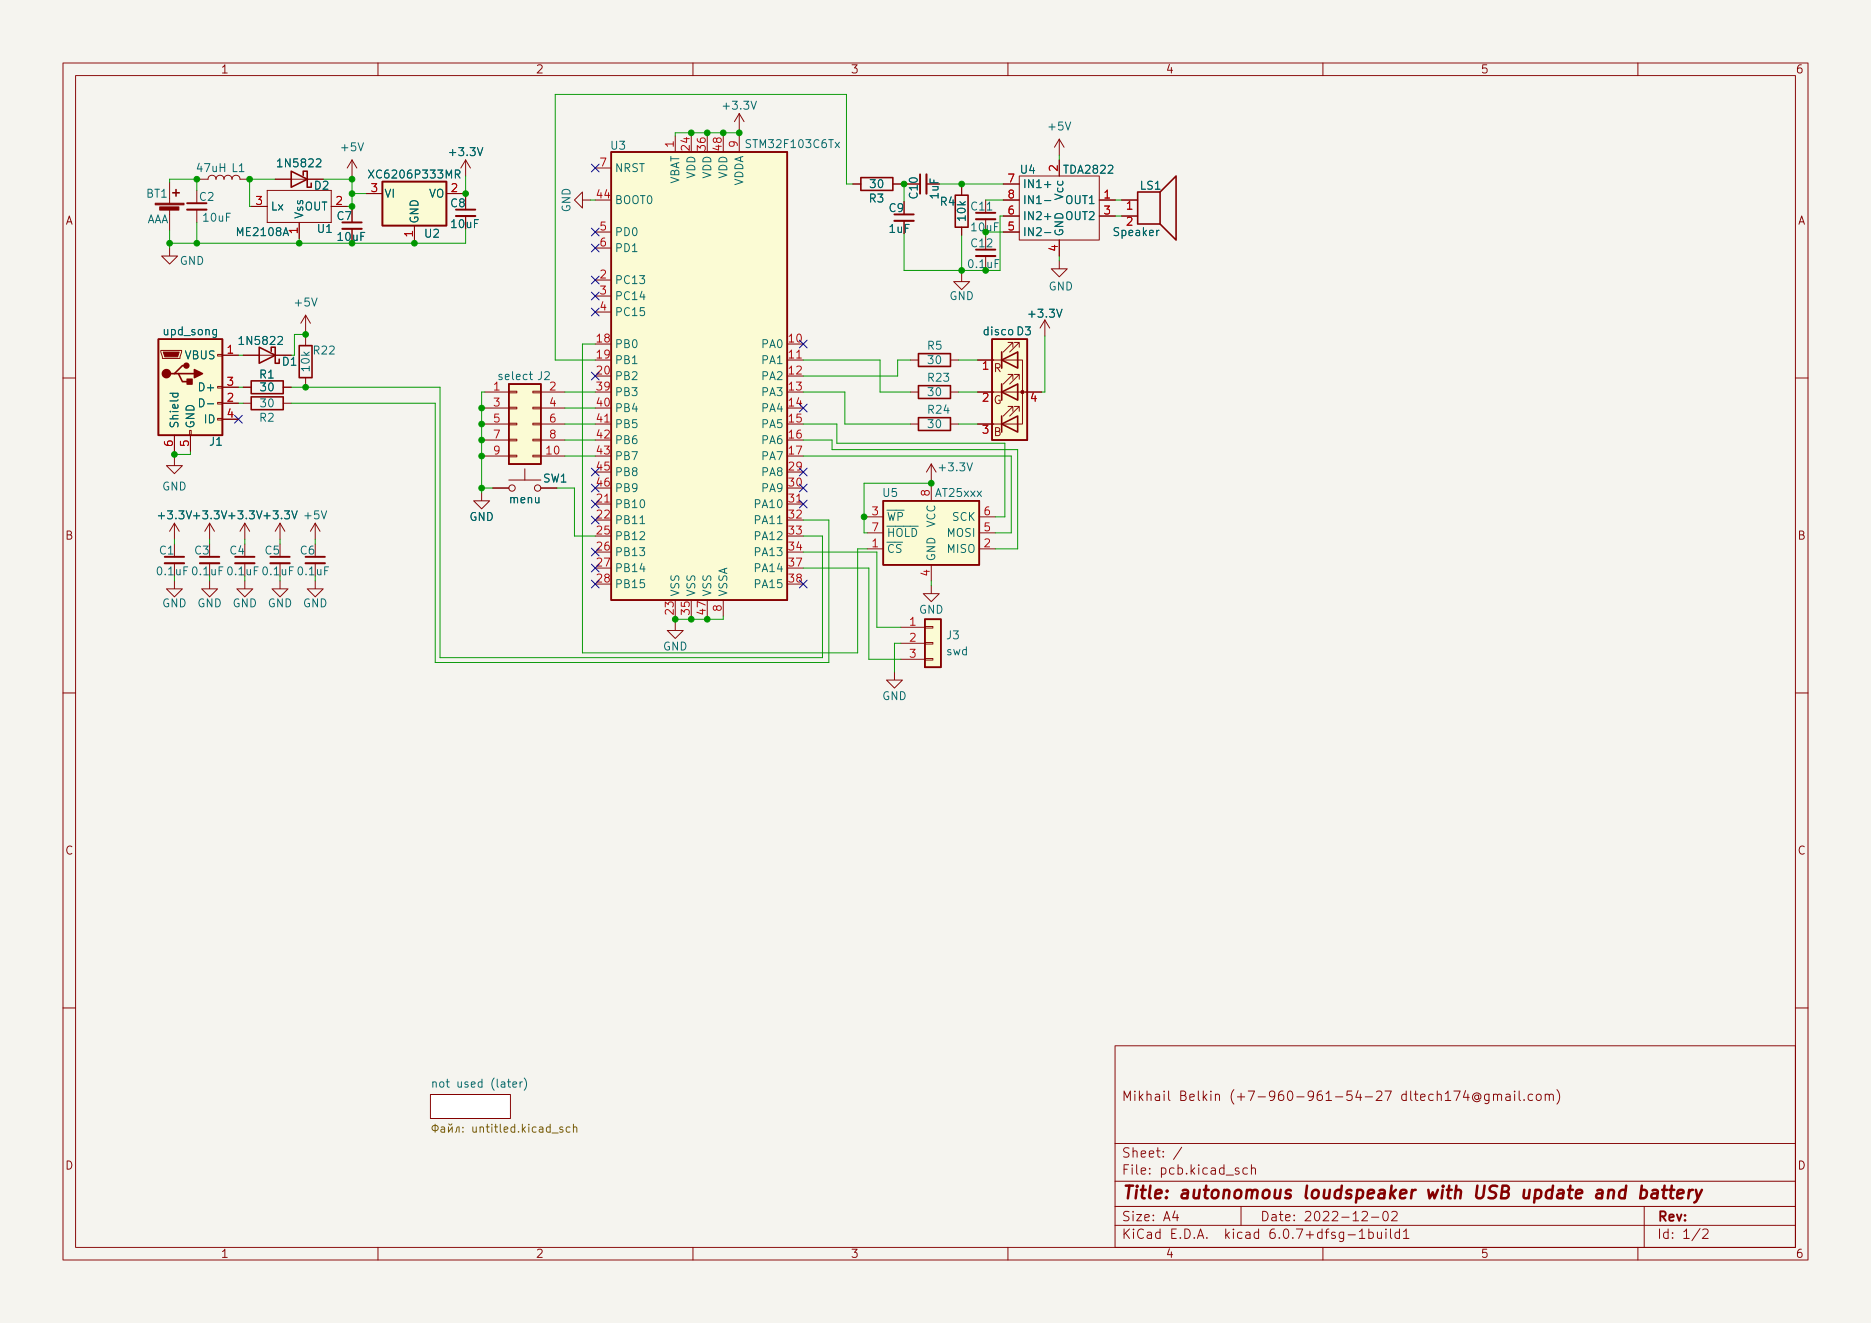 1 2 3 4 5 6
A A
B B
C C
D D
+5V
47uH L1
1N5822
D2
BT1
AAA
C2
10uF
3 Lx Vss OUT 2
1
ME2108A
U1
C7
10uF
GND
XC6206P333MR
3 VI VO 2
GND
1
U2
+3.3V
C8
10uF
upd_song
VBUS 1
D+ 3
D- 2
ID 4
Shield
GND
6 5
J1
GND
1N5822
D1
+5V
R22
10k
R1
30
30
R2
+3.3V +3.3V +3.3V +3.3V +5V
C1 C3 C4 C5 C6
0.1uF 0.1uF 0.1uF 0.1uF 0.1uF
GND GND GND GND GND
select J2
1 2
3 4
5 6
7 8
9 10
SW1
menu
GND
U3
STM32F103C6Tx
+3.3V
1 24 36 48 9
VBAT VDD VDD VDD VDDA
7 NRST
GND
44 BOOT0
5 PD0
6 PD1
2 PC13
3 PC14
4 PC15
18 PB0
19 PB1
20 PB2
39 PB3
40 PB4
41 PB5
42 PB6
43 PB7
45 PB8
46 PB9
21 PB10
22 PB11
25 PB12
26 PB13
27 PB14
28 PB15
PA0 10
PA1 11
PA2 12
PA3 13
PA4 14
PA5 15
PA6 16
PA7 17
PA8 29
PA9 30
PA10 31
PA11 32
PA12 33
PA13 34
PA14 37
PA15 38
VSS VSS VSS VSSA
23 35 47 8
GND
30
R3
C10
1uF
C9
1uF
R4
10k
C11
10uF
C12
0.1uF
GND
+5V
U4
TDA2822
2
Vcc
7 IN1+
8 IN1-
6 IN2+
5 IN2-
OUT1 1
OUT2 3
GND
4
GND
LS1
1
2
Speaker
R5
30
R23
30
R24
30
disco D3
+3.3V
1 R
2 G
3 B
4
+3.3V
U5
AT25xxx
8
VCC
3 WP
7 HOLD
1 CS
SCK 6
MOSI 5
MISO 2
GND
4
GND
1
2
3
J3
swd
GND
not used (later)
Файл: untitled.kicad_sch
Mikhail Belkin (+7-960-961-54-27 dltech174@gmail.com)
Sheet: /
File: pcb.kicad_sch
Title: autonomous loudspeaker with USB update and battery
Size: A4 Date: 2022-12-02 Rev:
KiCad E.D.A. kicad 6.0.7+dfsg-1build1 Id: 1/2
1 2 3 4 5 6